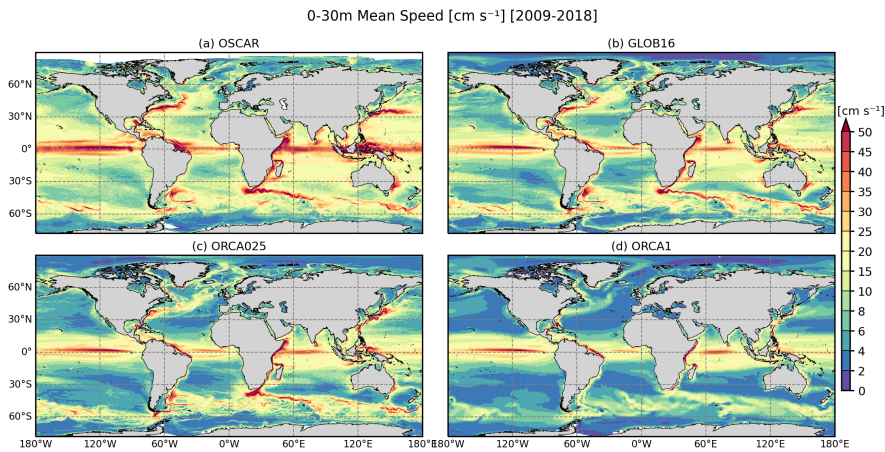 0-30m Mean Speed [cm s⁻¹] [2009-2018]
(a) OSCAR
(b) GLOB16
60°N
30°N
0°
30°S
60°S
[cm s⁻¹]
50
45
40
35
30
25
20
15
10
8
6
4
2
0
(c) ORCA025
(d) ORCA1
60°N
30°N
0°
30°S
60°S
180°W 120°W 60°W 0°W 60°E 120°E 180°E
180°W 120°W 60°W 0°W 60°E 120°E 180°E